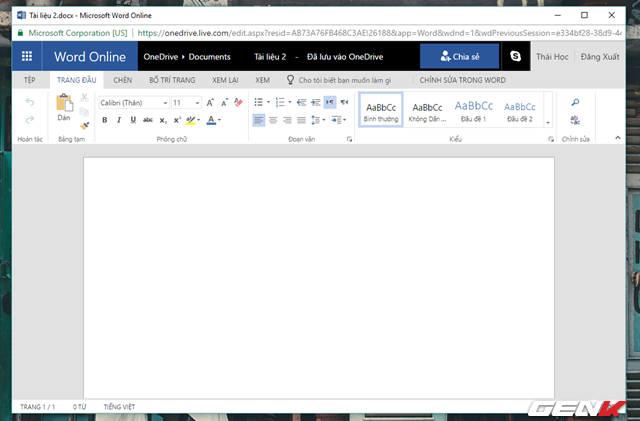 Tài liệu 2.docx - Microsoft Word Online
Microsoft Corporation [US] https://onedrive.live.com/edit.aspx?resid=AB73A76FB468C3AE!26188&app=Word&wdnd=1&wdPreviousSession=e334bf28-38d9-4
Word Online OneDrive Documents Tài liệu 2 - Đã lưu vào OneDrive Chia sẻ Thái Học Đăng Xuất
TỆP TRANG ĐẦU CHÈN BỐ TRÍ TRANG XEM LẠI XEM Cho tôi biết bạn muốn làm gì CHỈNH SỬA TRONG WORD
Dán Calibri (Thân) 11 A A
B I U abc x₂ x² ab A
AaBbCc AaBbCc AaBbCc AaBbCc
Bình thường Không Dãn ... Đầu đề 1 Đầu đề 2
Hoàn tác Bảng tạm Phông chữ Đoạn văn Kiểu Chỉnh sửa
TRANG 1 / 1 0 TỪ TIẾNG VIỆT
GENK